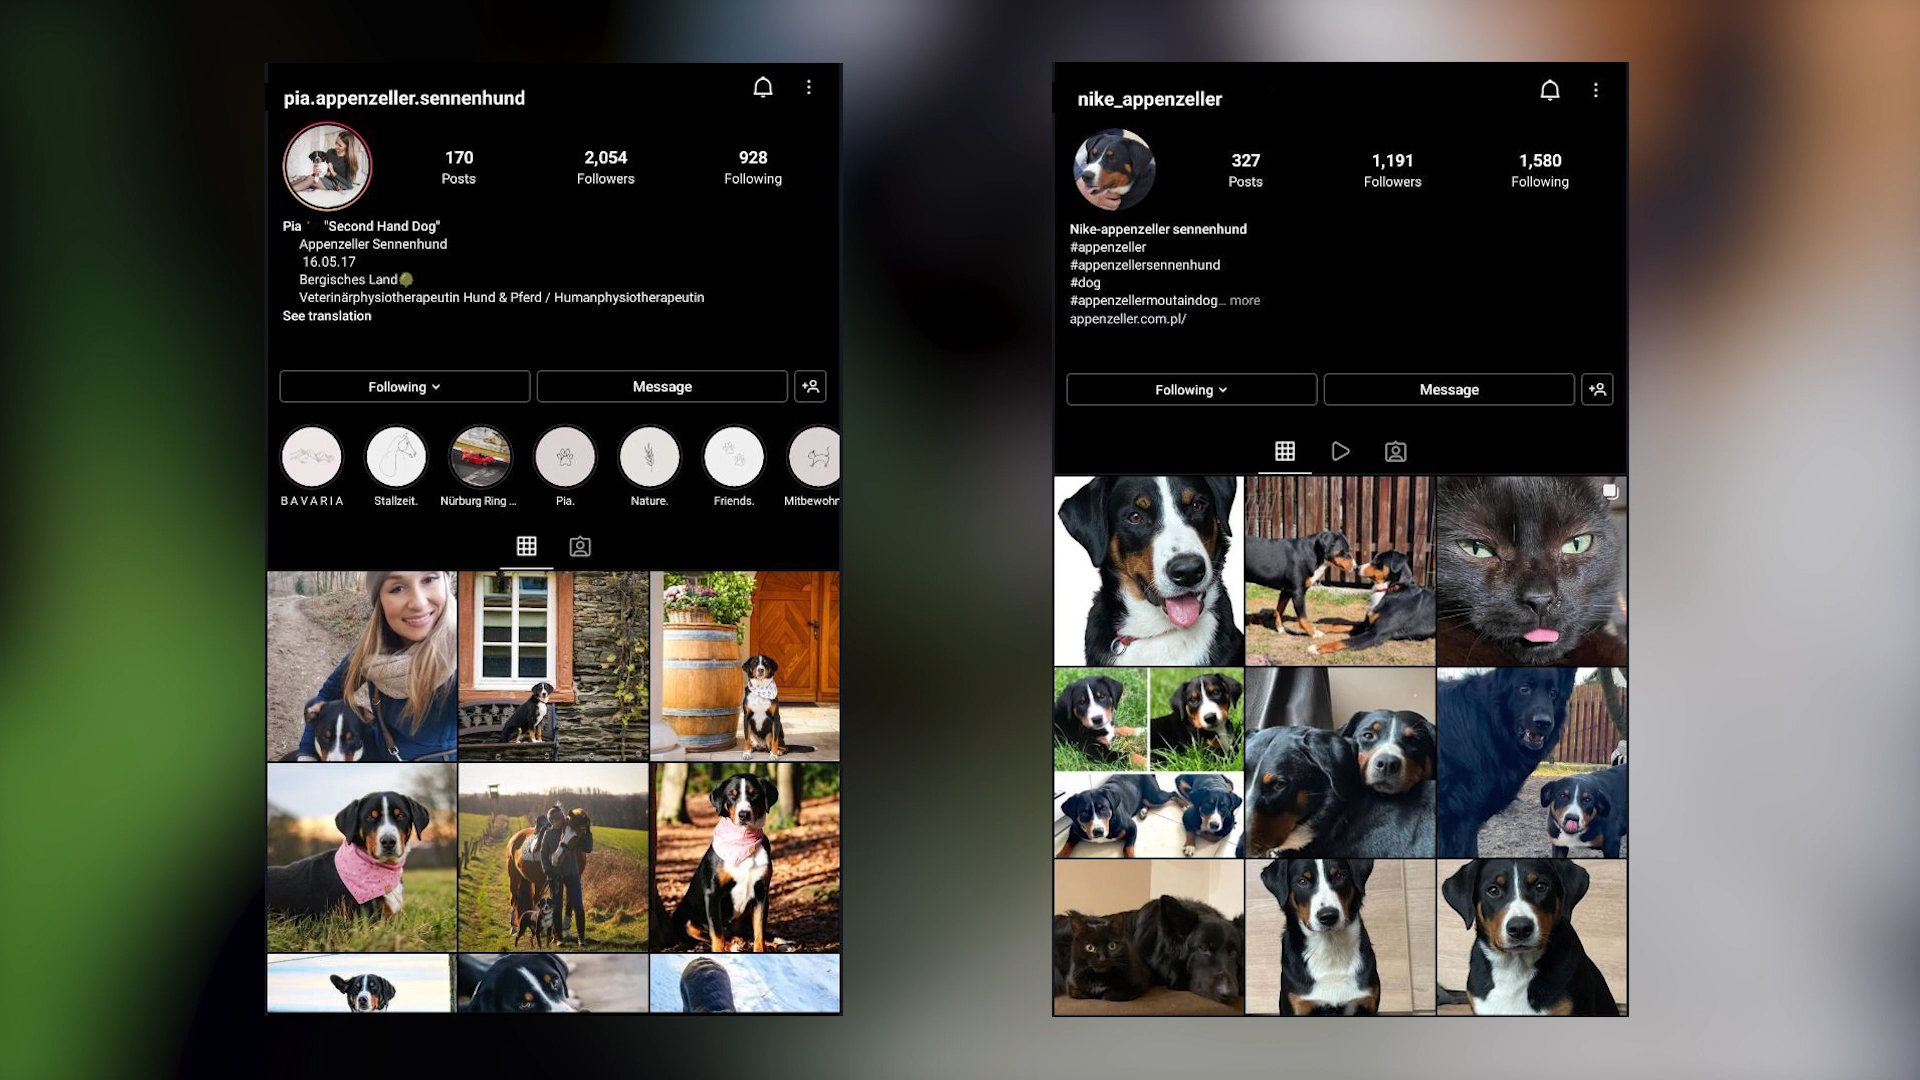 pia.appenzeller.sennenhund
170
2,054
928
Posts
Followers
Following
Pia "Second Hand Dog"
Appenzeller Sennenhund
16.05.17
Bergisches Land
Veterinärphysiotherapeutin Hund & Pferd / Humanphysiotherapeutin
See translation
Following
Message
BAVARIA
Stallzeit.
Nürburg Ring ...
Pia.
Nature.
Friends.
Mitbewohn
nike_appenzeller
327
1,191
1,580
Posts
Followers
Following
Nike-appenzeller sennenhund
#appenzeller
#appenzellersennenhund
#dog
#appenzellermoutaindog... more
appenzeller.com.pl/
Following
Message